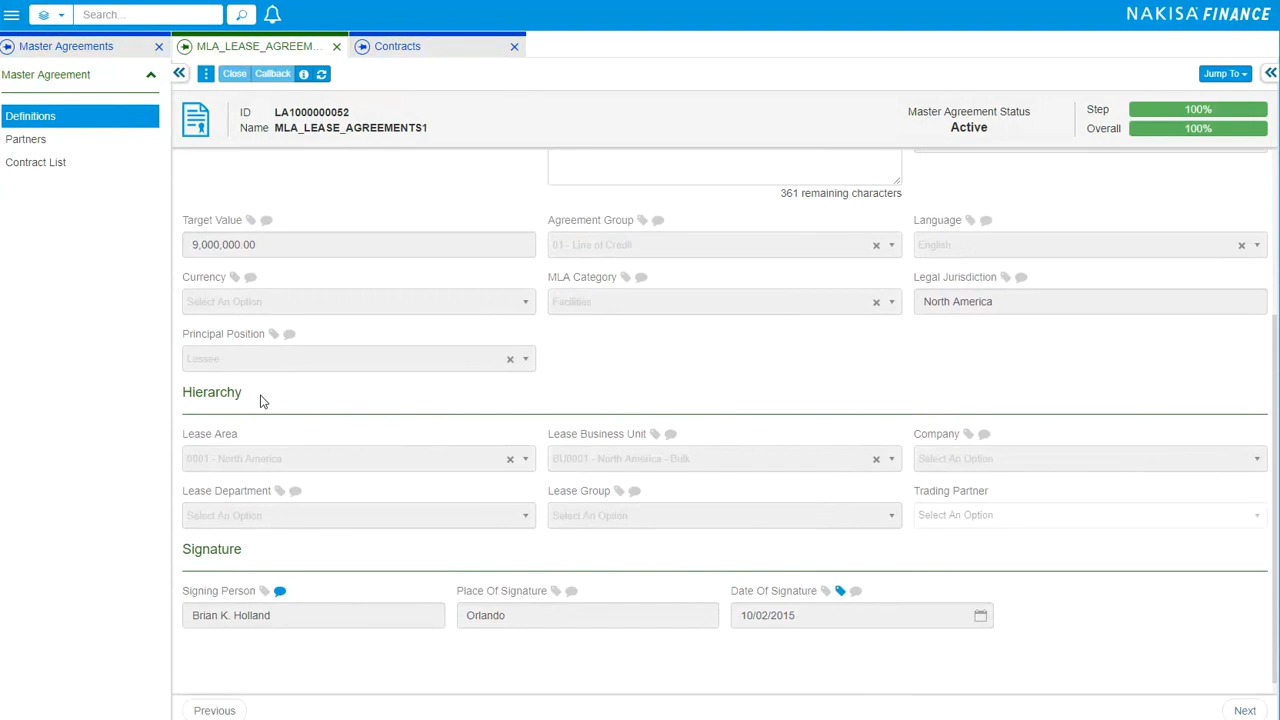 Search...
NAKISA FINANCE
Master Agreements
MLA_LEASE_AGREEM...
Contracts
Master Agreement
Close
Callback
Jump To
ID LA1000000052
Name MLA_LEASE_AGREEMENTS1
Master Agreement Status
Active
Step 100%
Overall 100%
Definitions
Partners
Contract List
361 remaining characters
Target Value
Agreement Group
Language
9,000,000.00
01- Line of Credit
English
Currency
MLA Category
Legal Jurisdiction
Select An Option
Facilities
North America
Principal Position
Lessee
Hierarchy
Lease Area
Lease Business Unit
Company
0001 - North America
BU0001 - North America - Bulk
Select An Option
Lease Department
Lease Group
Trading Partner
Select An Option
Select An Option
Select An Option
Signature
Signing Person
Place Of Signature
Date Of Signature
Brian K. Holland
Orlando
10/02/2015
Previous
Next